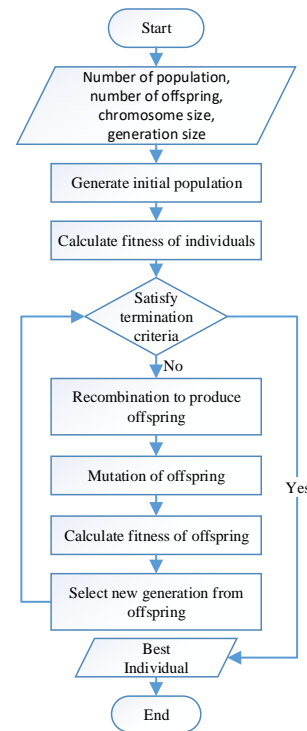 Start
Number of population,
number of offspring,
chromosome size,
generation size
Generate initial population
Calculate fitness of individuals
Satisfy
termination
criteria
No
Recombination to produce
offspring
Mutation of offspring
Yes
Calculate fitness of offspring
Select new generation from
offspring
Best
Individual
End